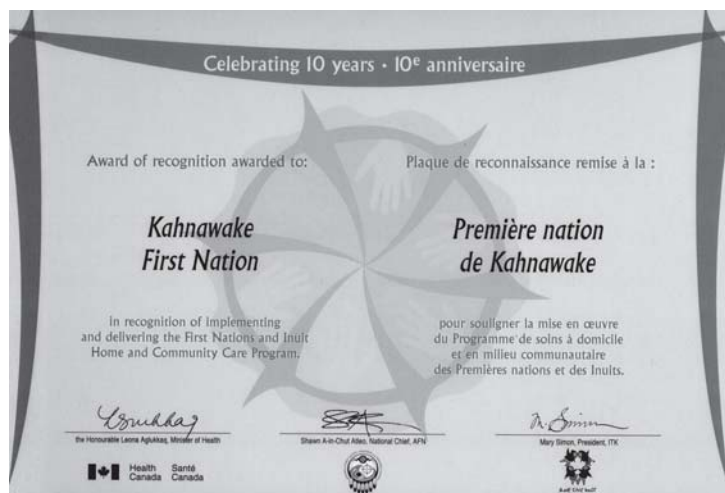 Celebrating 10 years • 10e anniversaire
Award of recognition awarded to:
Kahnawake
First Nation
in recognition of implementing
and delivering the First Nations and Inuit
Home and Community Care Program.
Plaque de reconnaissance remise à la :
Première nation
de Kahnawake
pour souligner la mise en œuvre
du Programme de soins à domicile
et en milieu communautaire
des Premières nations et des Inuits.
the Honourable Leona Aglukkaq, Minister of Health
Shawn A-in-Chut Atleo, National Chief, AFN
Mary Simon, President, ITK
Health Canada
Santé Canada